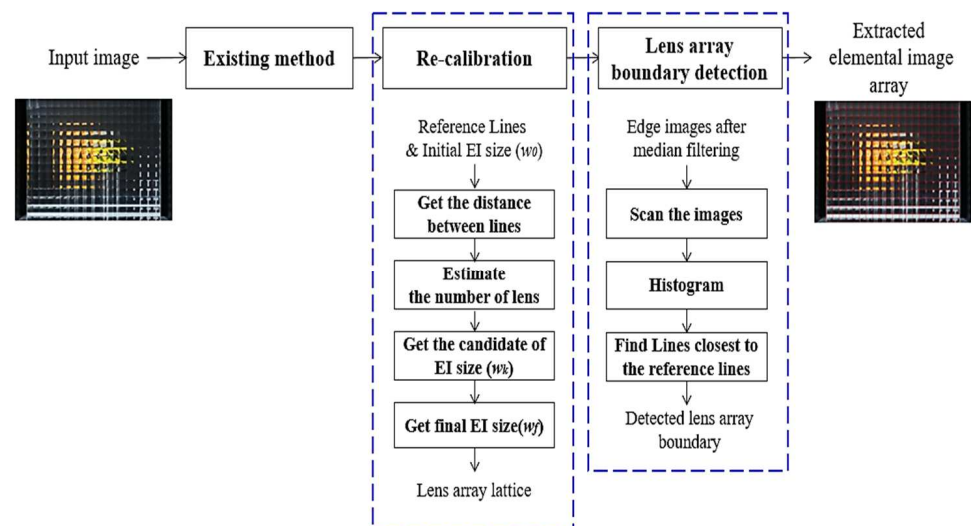 Input image
Existing method
Re-calibration
Reference Lines
& Initial EI size (w0)
Get the distance
between lines
Estimate
the number of lens
Get the candidate of
EI size (wk)
Get final EI size(wf)
Lens array lattice
Lens array
boundary detection
Edge images after
median filtering
Scan the images
Histogram
Find Lines closest to
the reference lines
Detected lens array
boundary
Extracted
elemental image
array